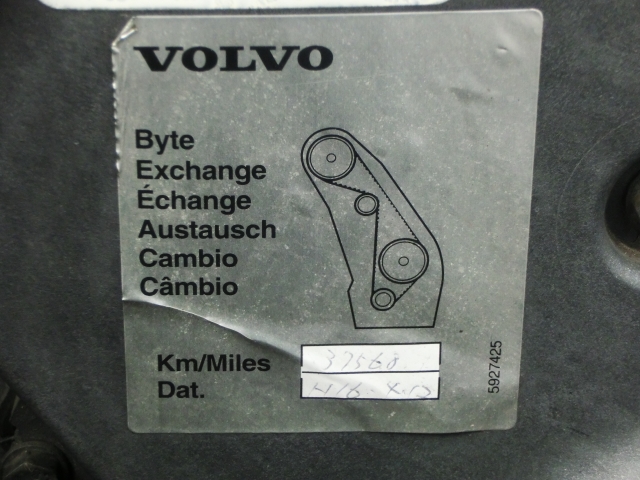 VOLVO
Byte
Exchange
Échange
Austausch
Cambio
Câmbio
Km/Miles 37568
Dat.
5927425